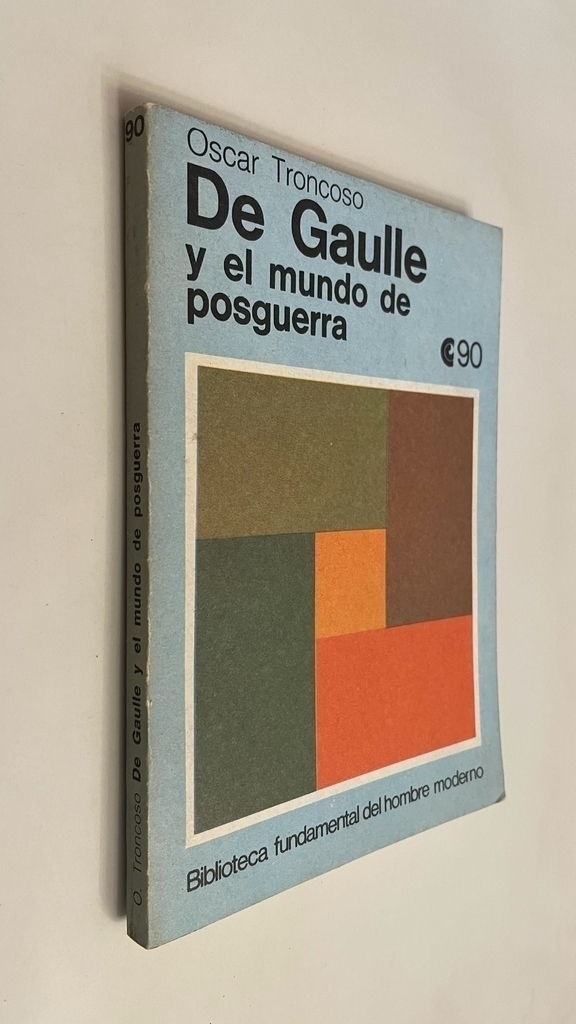 90
Oscar Troncoso
De Gaulle
y el mundo de
posguerra
90
Biblioteca fundamental del hombre moderno
O. Troncoso De Gaulle y el mundo de posguerra